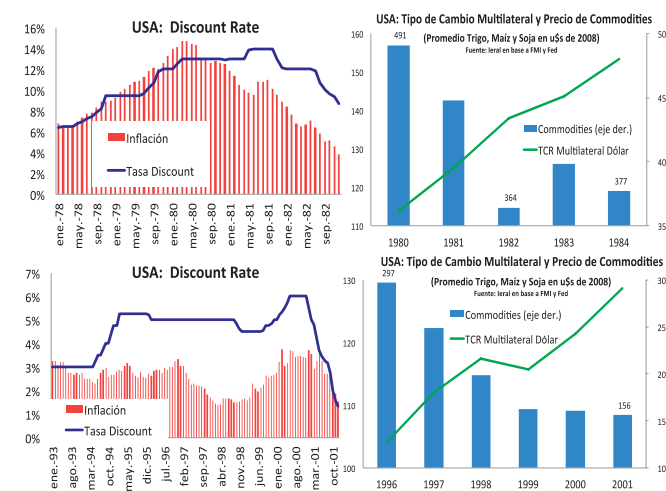 USA: Discount Rate
16%
14%
12%
10%
8%
6%
4%
2%
0%
Inflación
Tasa Discount
ene.-78
may.-78
sep.-78
ene.-79
may.-79
sep.-79
ene.-80
may.-80
sep.-80
ene.-81
may.-81
sep.-81
ene.-82
may.-82
sep.-82
USA: Tipo de Cambio Multilateral y Precio de Commodities
(Promedio Trigo, Maíz y Soja en u$s de 2008)
Fuente: Ieral en base a FMI y Fed
160
150
140
130
120
110
50
45
40
35
491
364
377
Commodities (eje der.)
TCR Multilateral Dólar
1980 1981 1982 1983 1984
USA: Discount Rate
7%
6%
5%
4%
3%
2%
1%
0%
Inflación
Tasa Discount
ene.-93
ago.-93
mar.-94
oct.-94
may.-95
dic.-95
jul.-96
feb.-97
sep.-97
abr.-98
nov.-98
jun.-99
ene.-00
ago.-00
mar.-01
oct.-01
USA: Tipo de Cambio Multilateral y Precio de Commodities
(Promedio Trigo, Maíz y Soja en u$s de 2008)
Fuente: Ieral en base a FMI y Fed
130
120
110
100
30
25
20
15
10
297
156
Commodities (eje der.)
TCR Multilateral Dólar
1996 1997 1998 1999 2000 2001